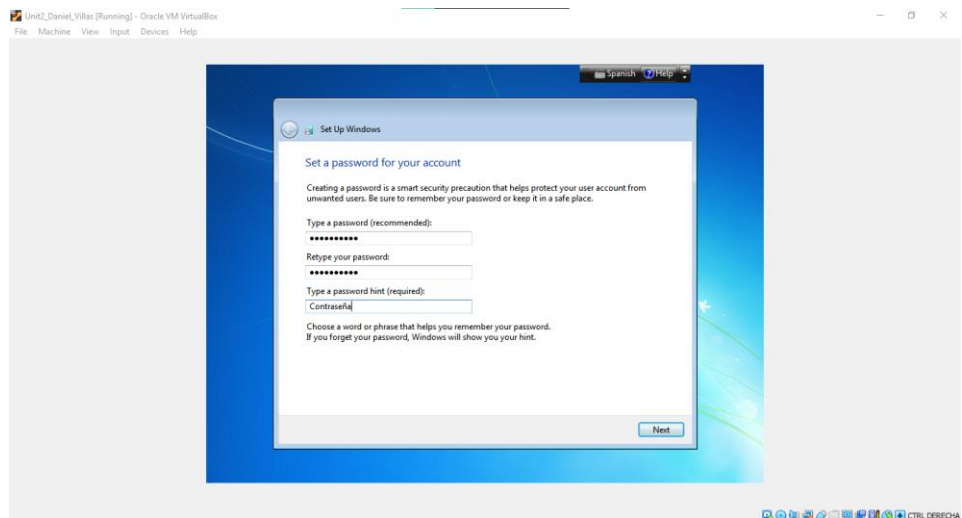 Unit2_Daniel_Villas [Running] - Oracle VM VirtualBox
File Machine View Input Devices Help
Spanish Help
Set Up Windows
Set a password for your account
Creating a password is a smart security precaution that helps protect your user account from
unwanted users. Be sure to remember your password or keep it in a safe place.
Type a password (recommended):
••••••••••
Retype your password:
••••••••••
Type a password hint (required):
Contraseña
Choose a word or phrase that helps you remember your password.
If you forget your password, Windows will show you your hint.
Next
CTRL DERECHA